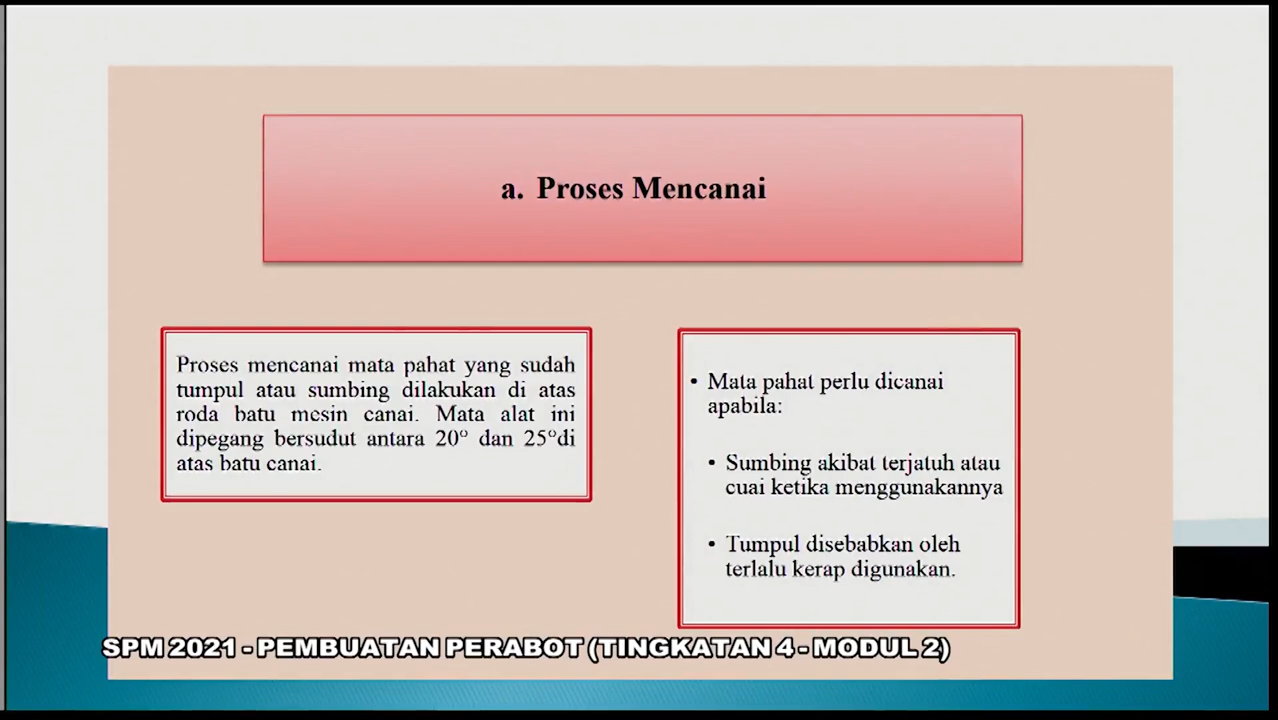 a. Proses Mencanai
Proses mencanai mata pahat yang sudah
tumpul atau sumbing dilakukan di atas
roda batu mesin canai. Mata alat ini
dipegang bersudut antara 20° dan 25°di
atas batu canai.
• Mata pahat perlu dicanai
apabila:
• Sumbing akibat terjatuh atau
cuai ketika menggunakannya
• Tumpul disebabkan oleh
terlalu kerap digunakan.
SPM 2021 - PEMBUATAN PERABOT (TINGKATAN 4 - MODUL 2)